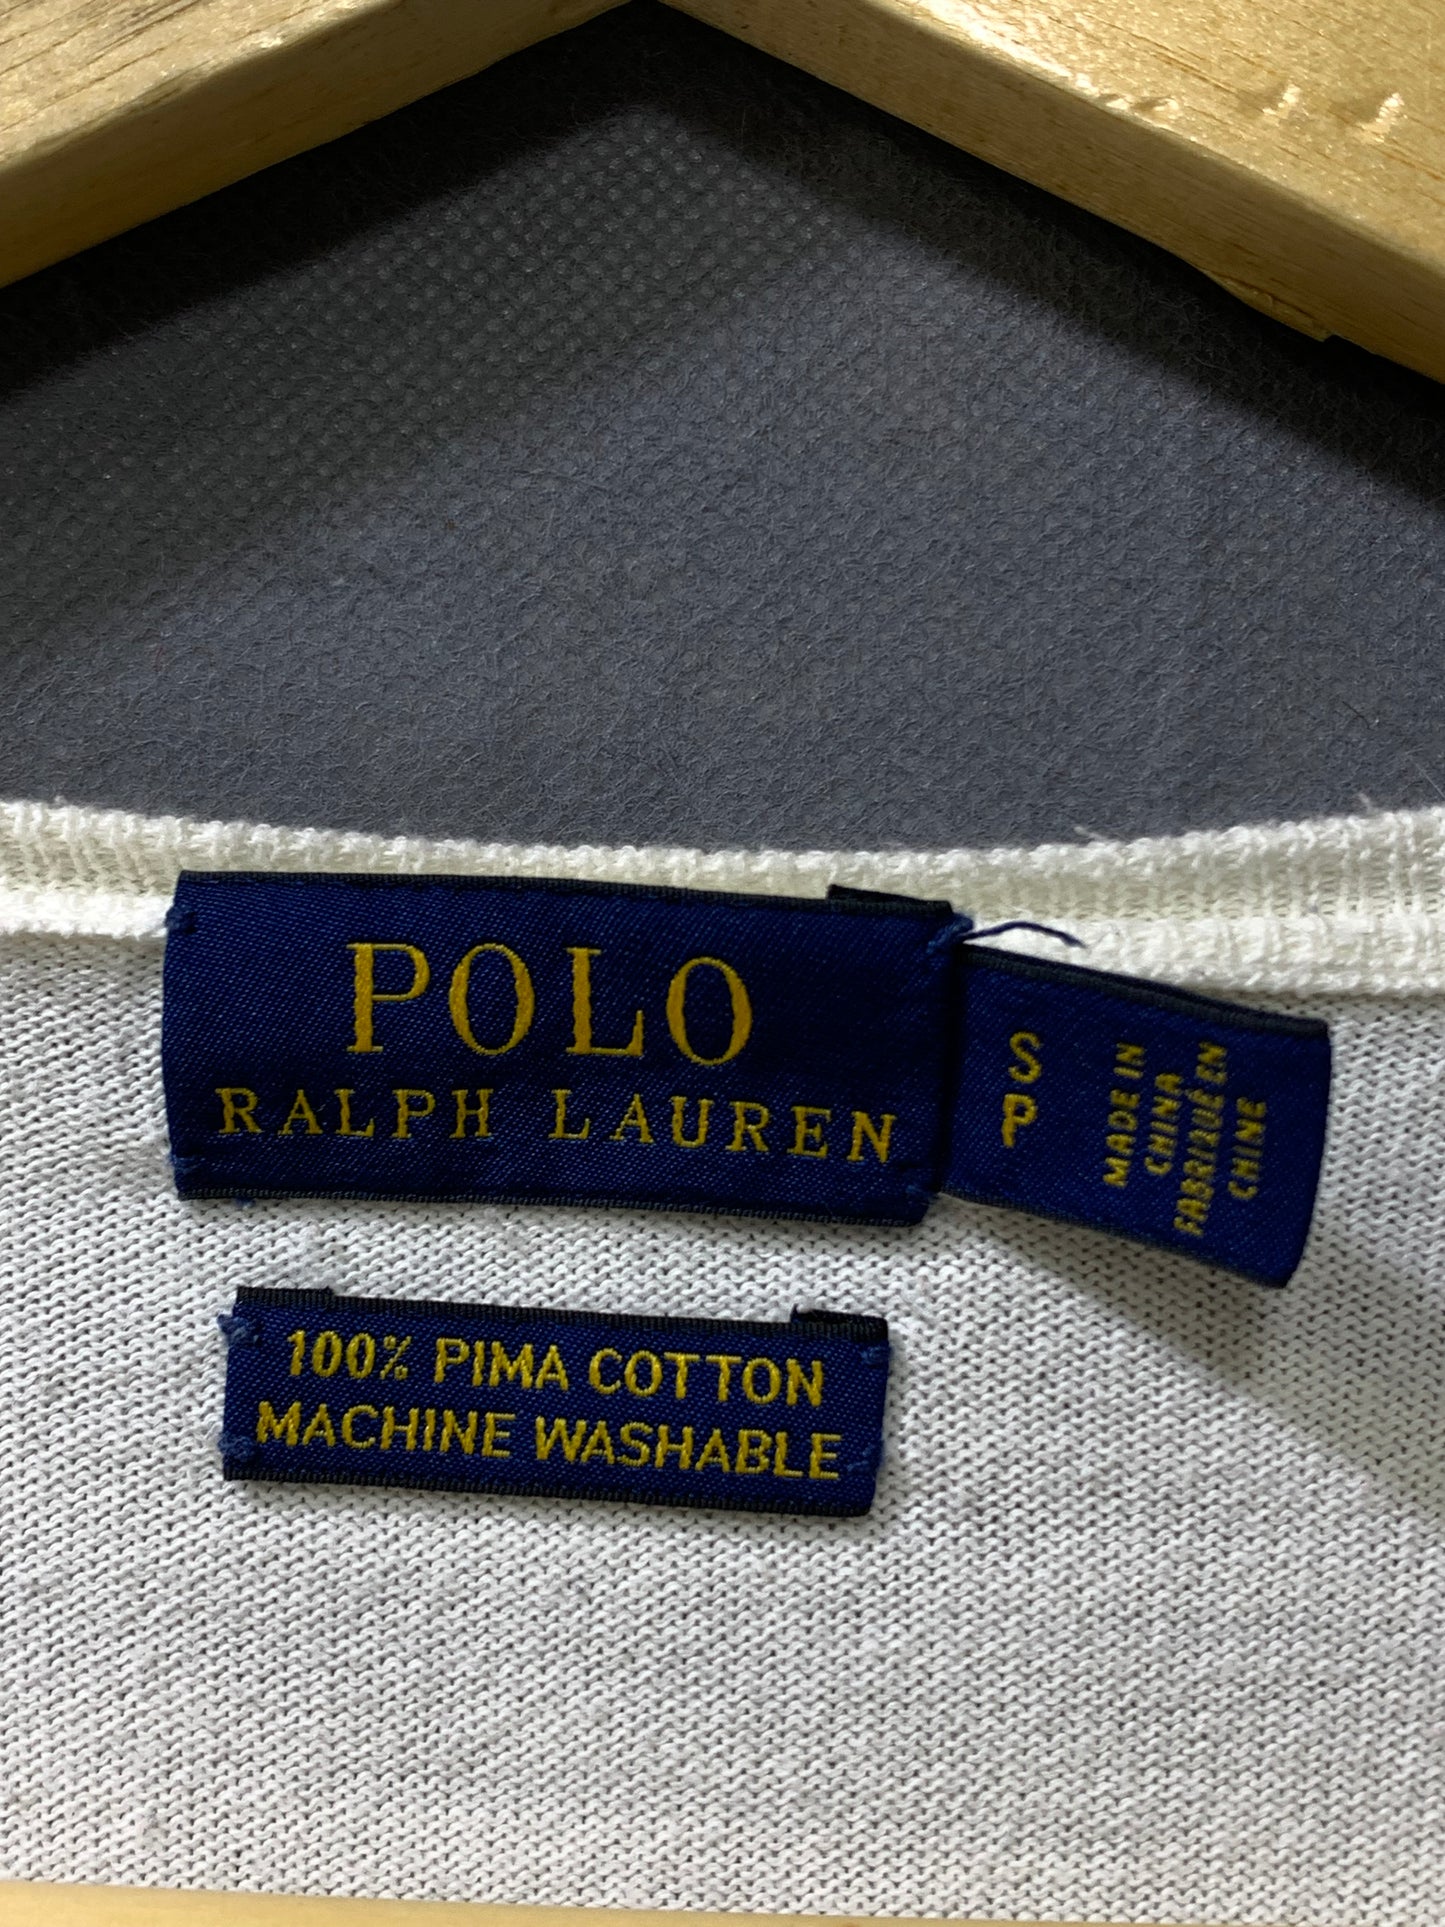 POLO
RALPH LAUREN
S
P
MADE IN
CHINA
FABRIQUÉ EN
CHINE
100% PIMA COTTON
MACHINE WASHABLE